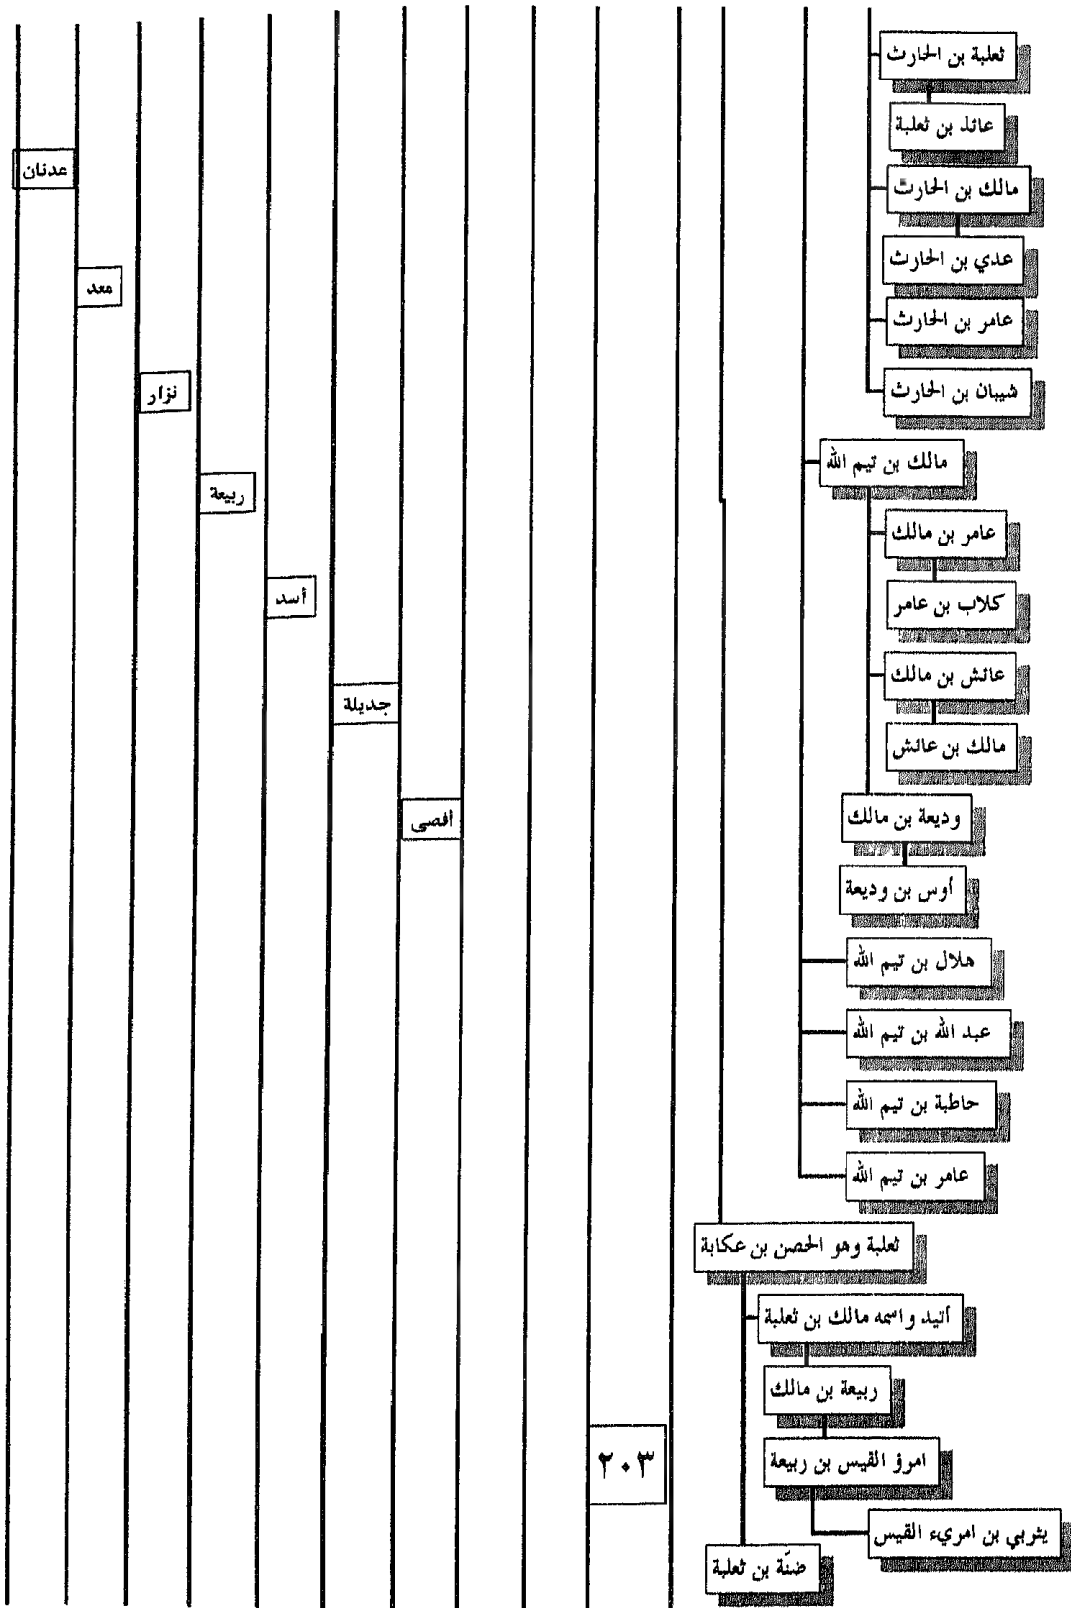 ثعلبة بن الحارث
عائذ بن ثعلبة
مالك بن الحارث
عدي بن الحارث
عامر بن الحارث
شيبان بن الحارث
مالك بن تيم الله
عامر بن مالك
كلاب بن عامر
عائش بن مالك
مالك بن عائش
وديعة بن مالك
أوس بن وديعة
هلال بن تيم الله
عبد الله بن تيم الله
حاطبة بن تيم الله
عامر بن تيم الله
ثعلبة وهو الحصن بن عكابة
أتيد واسمه مالك بن ثعلبة
ربيعة بن مالك
امرؤ القيس بن ربيعة
يثربي بن امريء القيس
ضنّة بن ثعلبة
عدنان
معد
نزار
ربيعة
أسد
جديلة
أفصى
٢٠٣